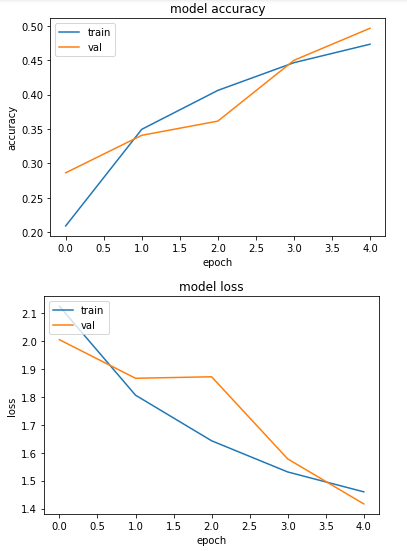 model accuracy
train
val
0.50
0.45
0.40
0.35
0.30
0.25
0.20
accuracy
0.0 0.5 1.0 1.5 2.0 2.5 3.0 3.5 4.0
epoch
model loss
train
val
2.1
2.0
1.9
1.8
1.7
1.6
1.5
1.4
loss
0.0 0.5 1.0 1.5 2.0 2.5 3.0 3.5 4.0
epoch